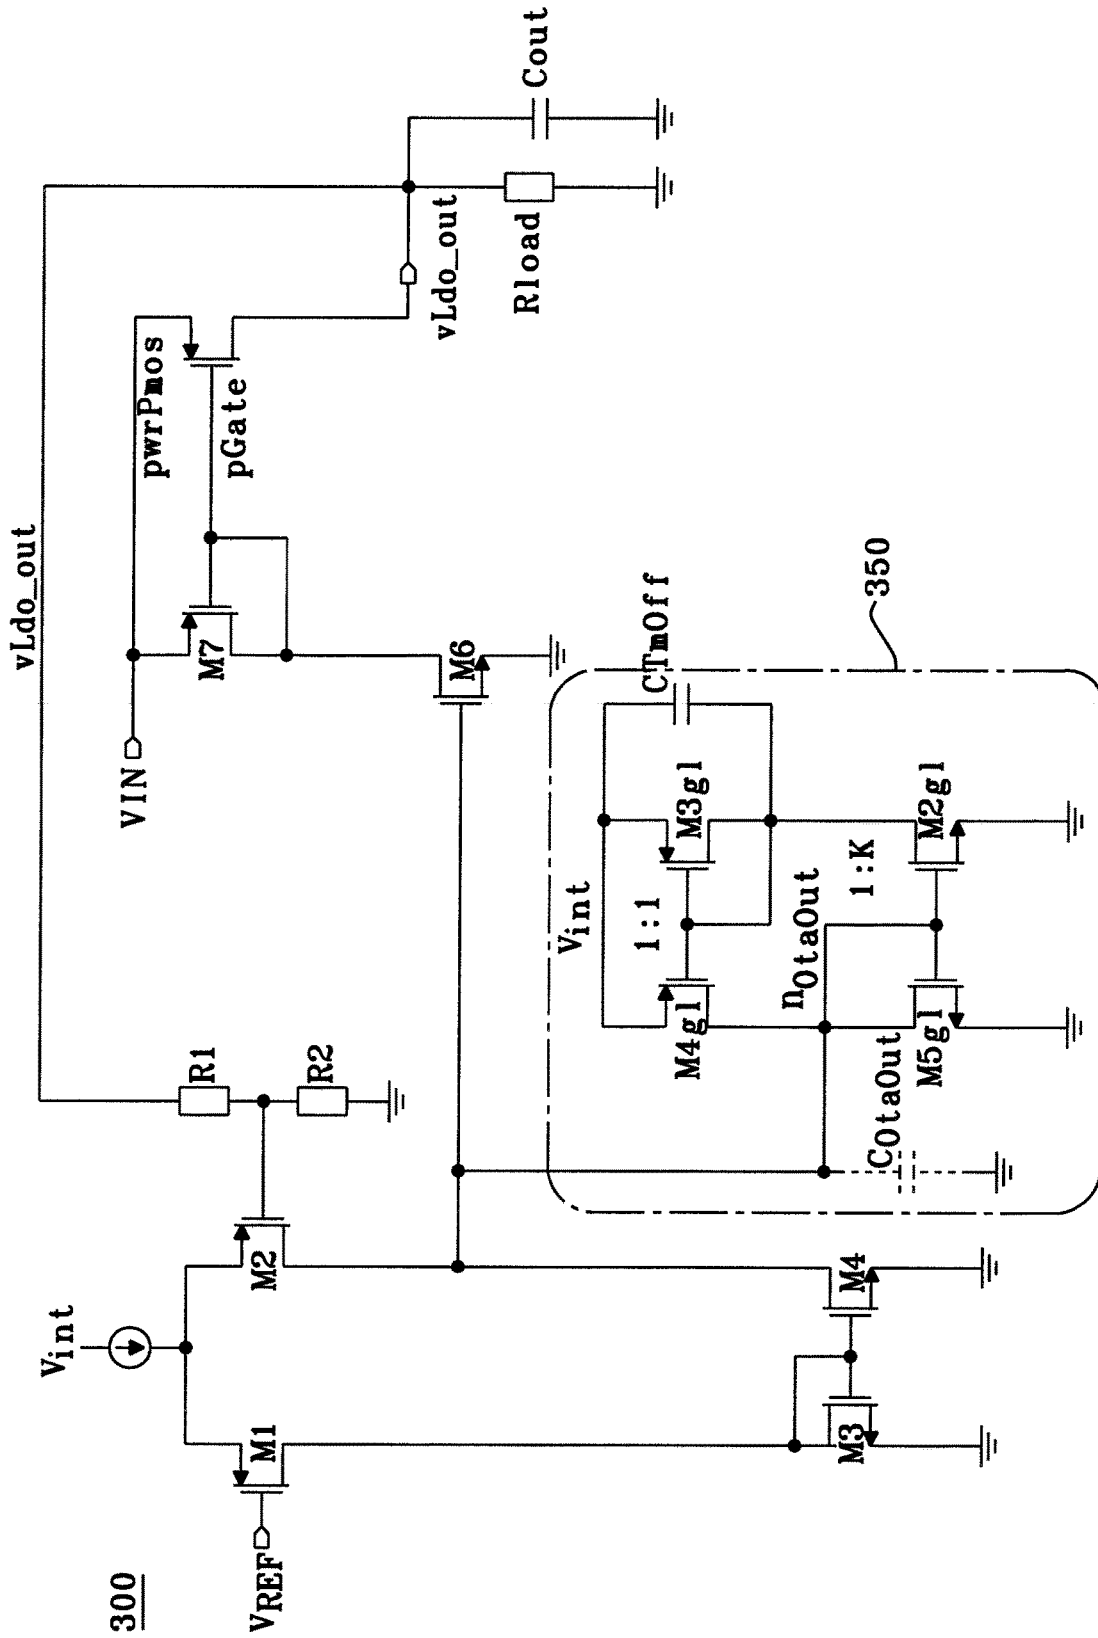 300
VREF
M1
Vint
M2
R1
R2
M3
M4
vLdo_out
VIN
M7
pwrPmos
pGate
M6
vLdo_out
Rload
Cout
350
Vint
1:1
M4gl
M3gl
CTmOff
nOtaOut
1:K
M5gl
M2gl
COtaOut